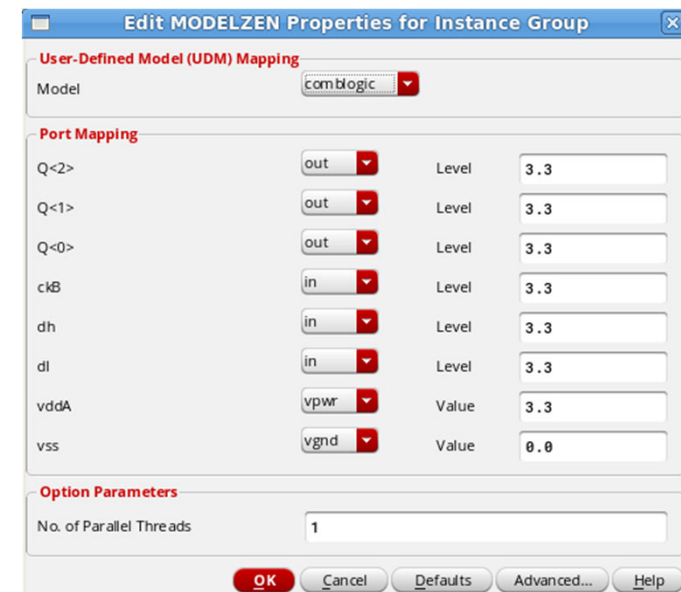 Edit MODELZEN Properties for Instance Group
User-Defined Model (UDM) Mapping
Model comblogic
Port Mapping
Q<2> out Level 3.3
Q<1> out Level 3.3
Q<0> out Level 3.3
ckB in Level 3.3
dh in Level 3.3
dl in Level 3.3
vddA vpwr Value 3.3
vss vgnd Value 0.0
Option Parameters
No. of Parallel Threads 1
OK Cancel Defaults Advanced... Help